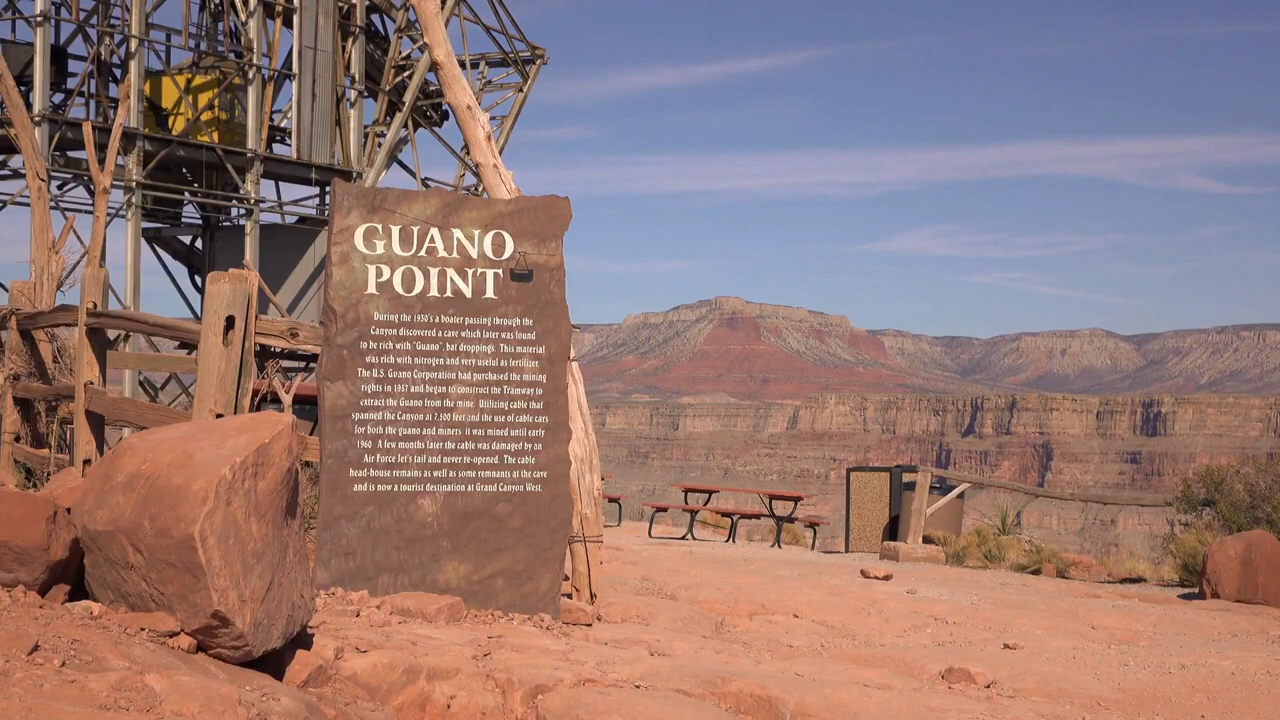 GUANO
POINT
During the 1930's a boater passing through the
Canyon discovered a cave which later was found
to be rich with "Guano", bat droppings. This material
was rich with nitrogen and very useful as fertilizer.
The U.S. Guano Corporation had purchased the mining
rights in 1957 and began to construct the Tramway to
extract the Guano from the mine. Utilizing cable that
spanned the Canyon at 7,500 feet and the use of cable cars
for both the guano and miners it was mined until early
1960 A few months later the cable was damaged by an
Air Force Jet's tail and never re-opened. The cable
head-house remains as well as some remnants at the cave
and is now a tourist destination at Grand Canyon West.